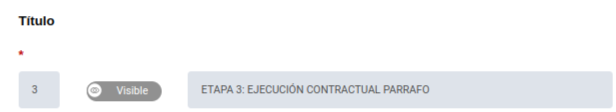 Título
*
3 Visible ETAPA 3: EJECUCIÓN CONTRACTUAL PARRAFO